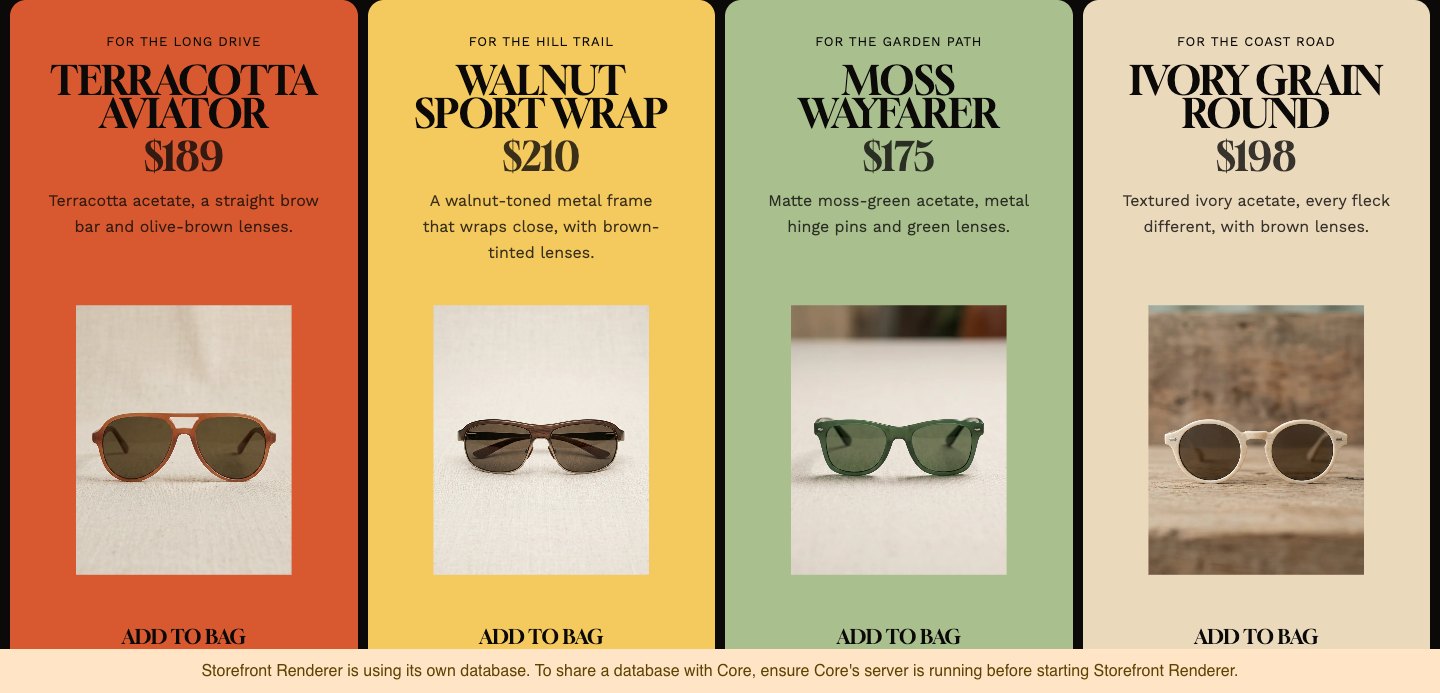 FOR THE LONG DRIVE
TERRACOTTA
AVIATOR
$189
Terracotta acetate, a straight brow
bar and olive-brown lenses.
ADD TO BAG
FOR THE HILL TRAIL
WALNUT
SPORT WRAP
$210
A walnut-toned metal frame
that wraps close, with brown-
tinted lenses.
ADD TO BAG
FOR THE GARDEN PATH
MOSS
WAYFARER
$175
Matte moss-green acetate, metal
hinge pins and green lenses.
ADD TO BAG
FOR THE COAST ROAD
IVORY GRAIN
ROUND
$198
Textured ivory acetate, every fleck
different, with brown lenses.
ADD TO BAG
Storefront Renderer is using its own database. To share a database with Core, ensure Core's server is running before starting Storefront Renderer.